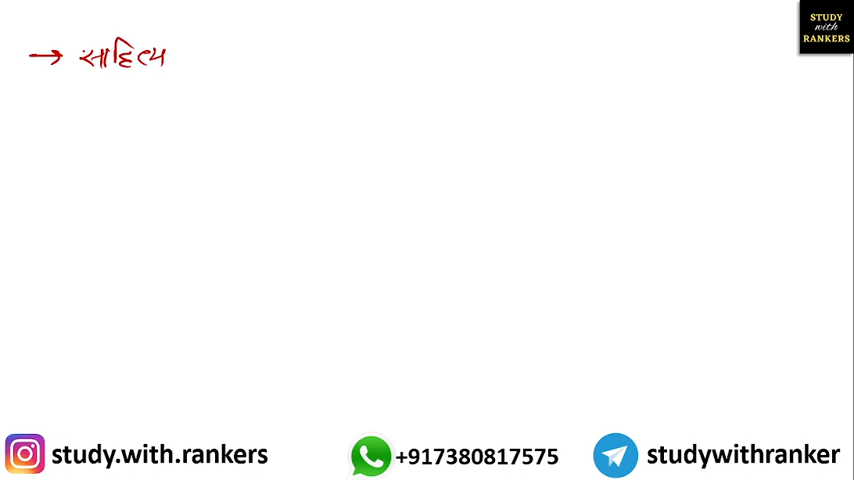 STUDY
with
RANKERS
→ साहित्य
study.with.rankers
+917380817575
studywithranker